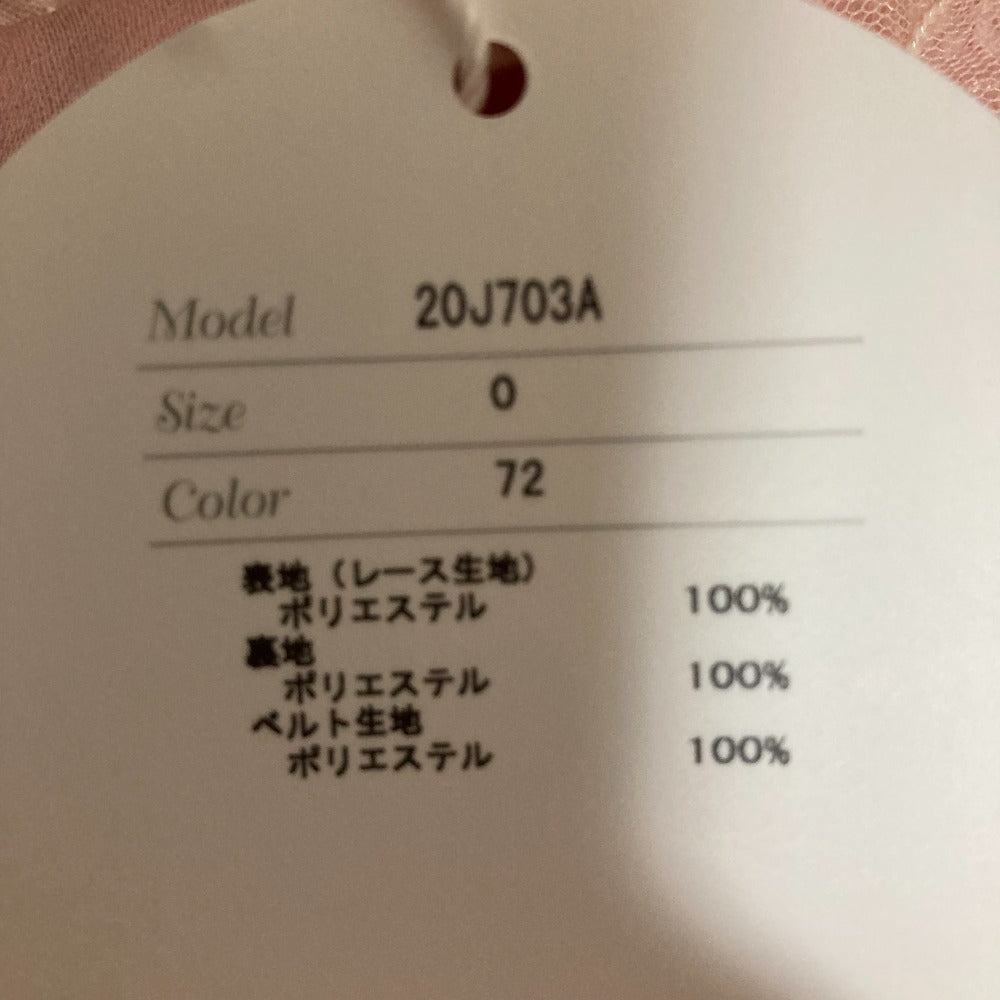 Model 20J703A
Size 0
Color 72
表地（レース生地）
ポリエステル 100%
裏地
ポリエステル 100%
ベルト生地
ポリエステル 100%